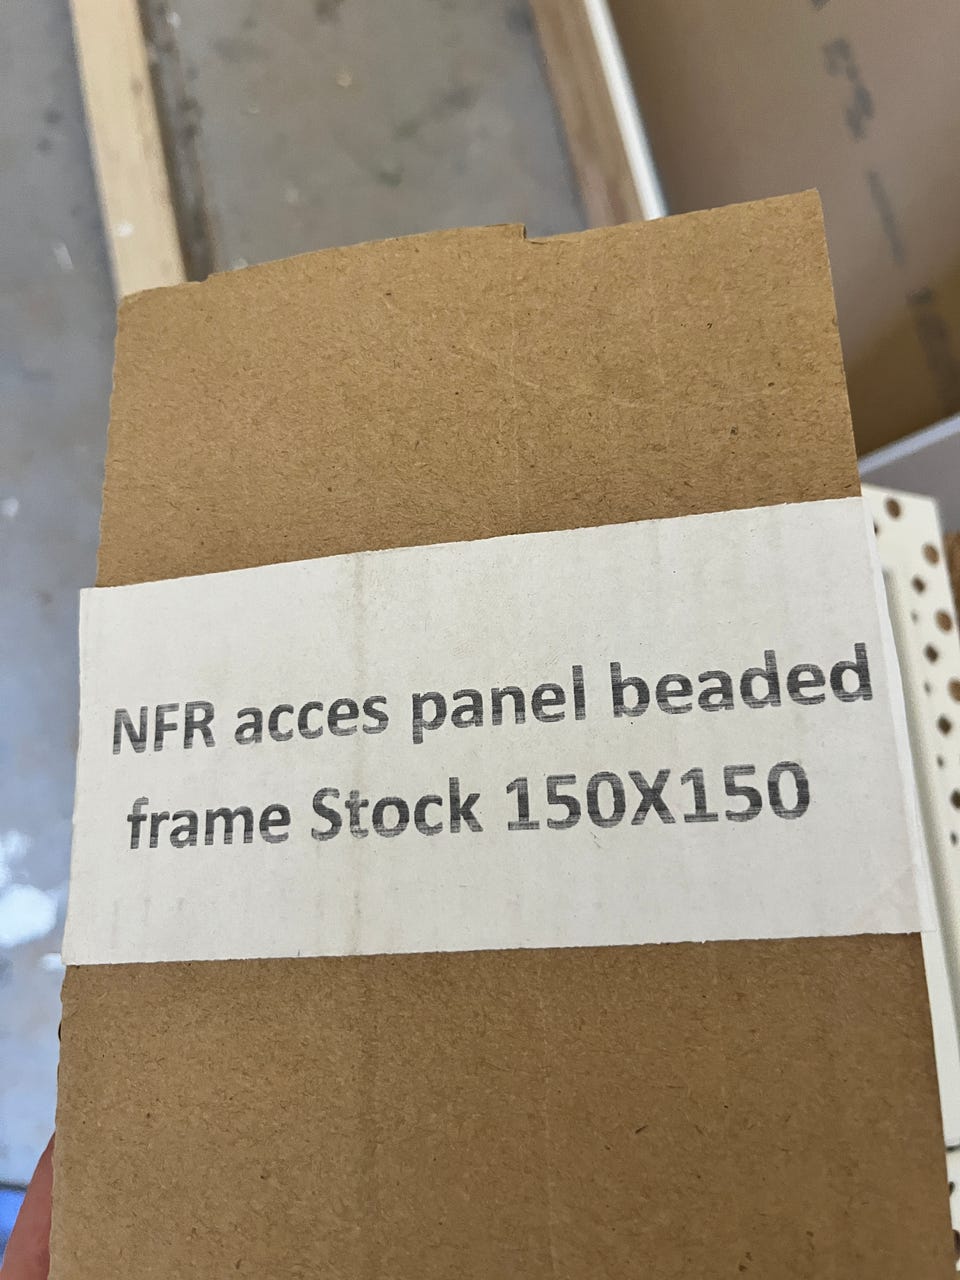 NFR acces panel beaded
frame Stock 150X150